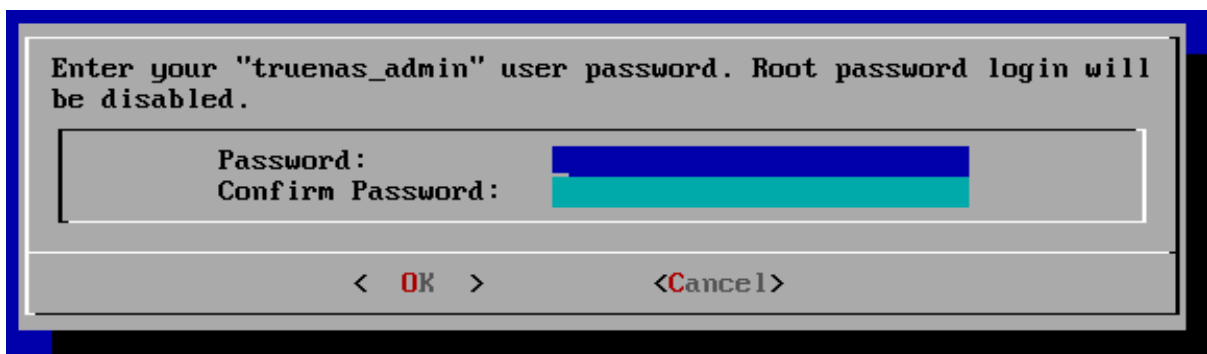 Enter your "truenas_admin" user password. Root password login will
be disabled.
Password:
Confirm Password:
< OK > <Cancel>